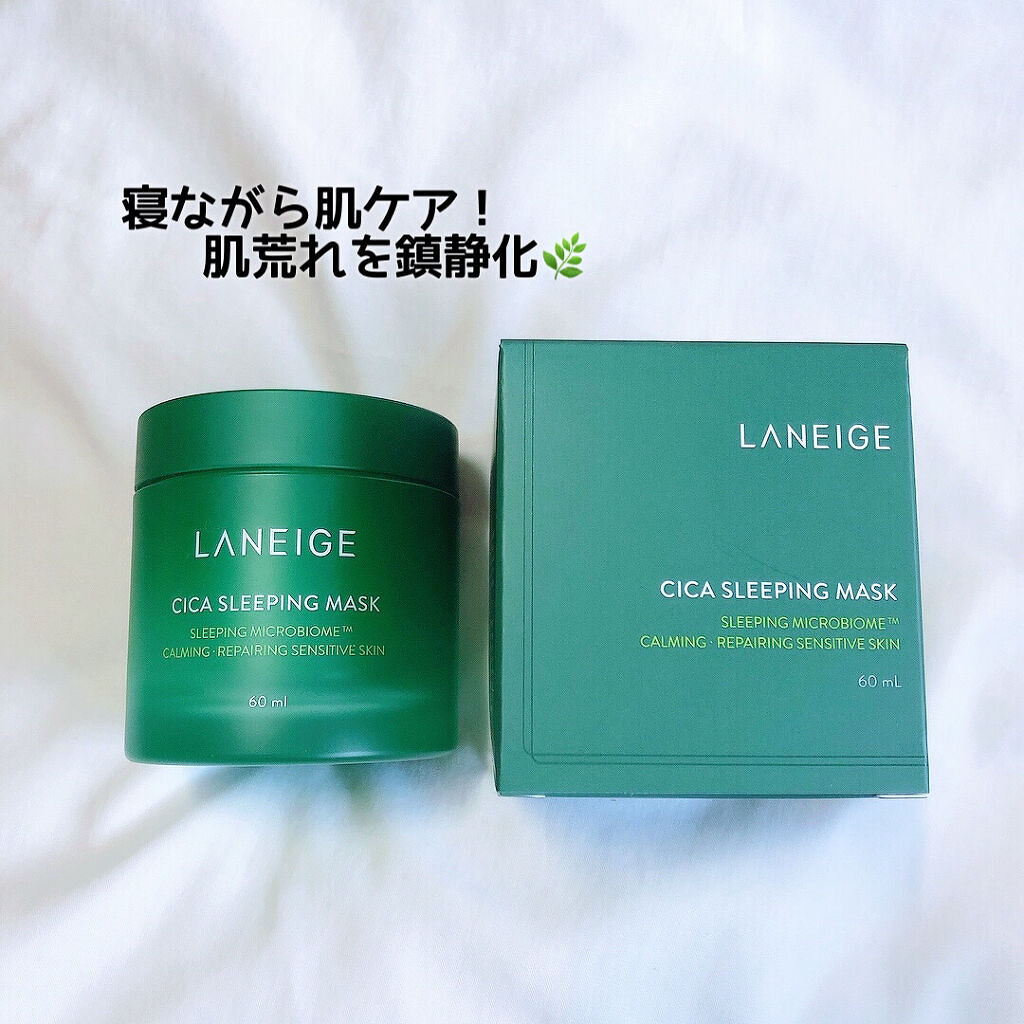 寝ながら肌ケア！
肌荒れを鎮静化🌿
LANEIGE
CICA SLEEPING MASK
SLEEPING MICROBIOME™
CALMING · REPAIRING SENSITIVE SKIN
60 ml
LANEIGE
CICA SLEEPING MASK
SLEEPING MICROBIOME™
CALMING · REPAIRING SENSITIVE SKIN
60 mL